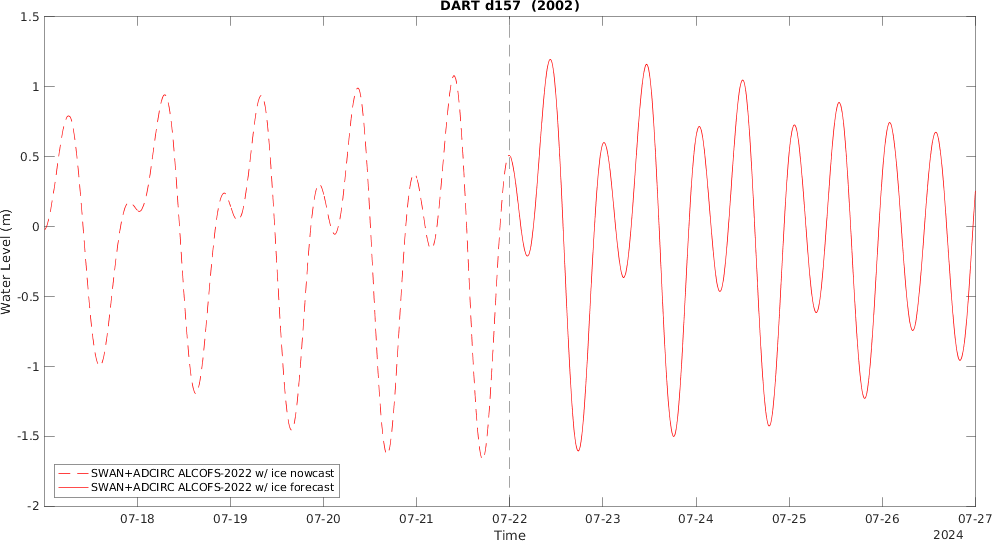 DART d157 (2002)
1.5
1
0.5
0
-0.5
-1
-1.5
-2
Water Level (m)
SWAN+ADCIRC ALCOFS-2022 w/ ice nowcast
SWAN+ADCIRC ALCOFS-2022 w/ ice forecast
07-18 07-19 07-20 07-21 07-22 07-23 07-24 07-25 07-26 07-27
Time
2024